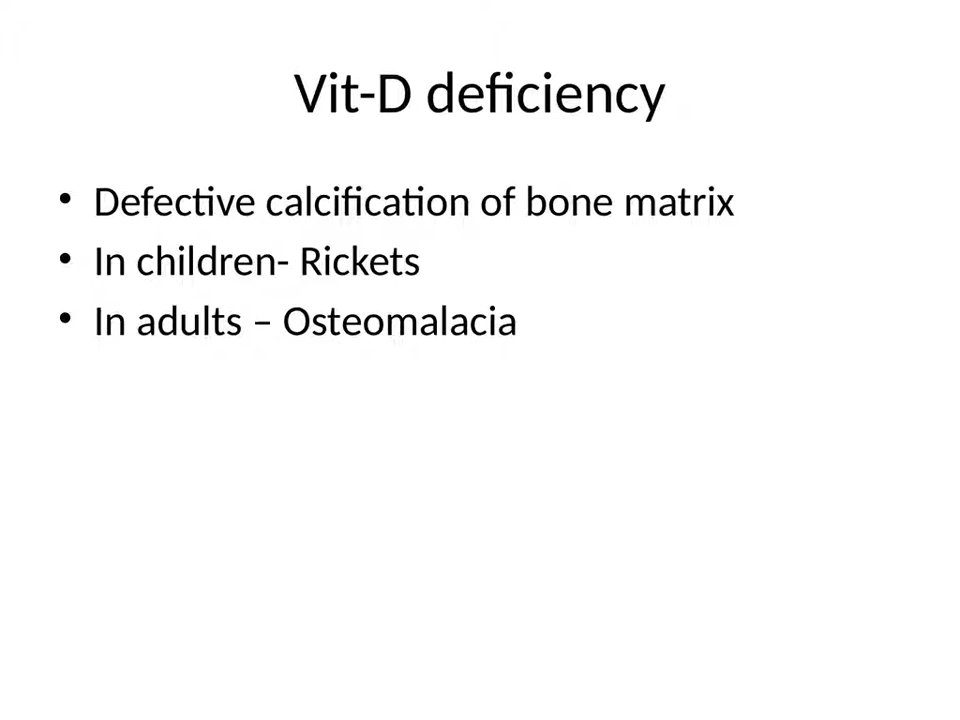 Vit-D deficiency
• Defective calcification of bone matrix
• In children- Rickets
• In adults – Osteomalacia